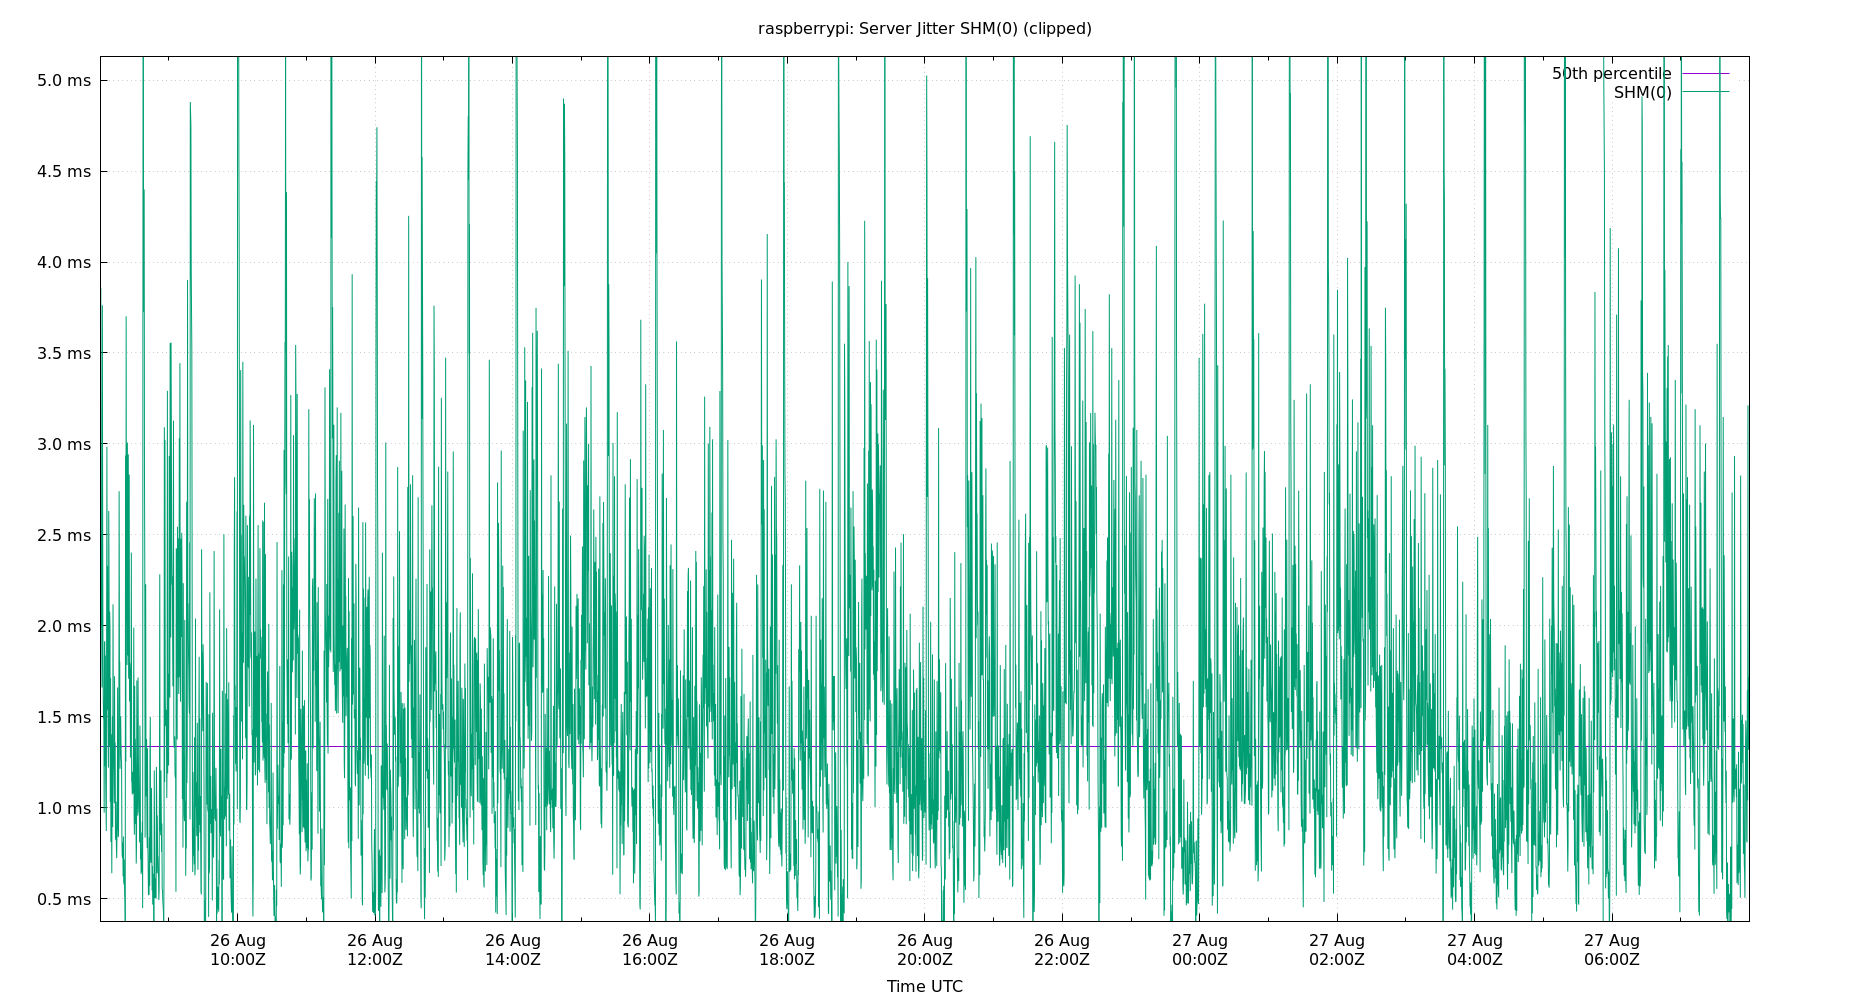 raspberrypi: Server Jitter SHM(0) (clipped)
50th percentile
SHM(0)
5.0 ms
4.5 ms
4.0 ms
3.5 ms
3.0 ms
2.5 ms
2.0 ms
1.5 ms
1.0 ms
0.5 ms
26 Aug 26 Aug 26 Aug 26 Aug 26 Aug 26 Aug 26 Aug 27 Aug 27 Aug 27 Aug 27 Aug
10:00Z 12:00Z 14:00Z 16:00Z 18:00Z 20:00Z 22:00Z 00:00Z 02:00Z 04:00Z 06:00Z
Time UTC